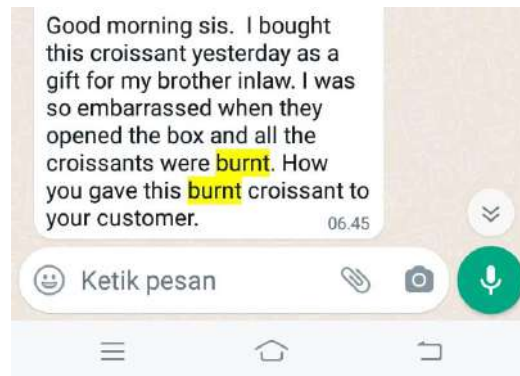 Good morning sis. I bought
this croissant yesterday as a
gift for my brother inlaw. I was
so embarrassed when they
opened the box and all the
croissants were burnt. How
you gave this burnt croissant to
your customer.
06.45
Ketik pesan